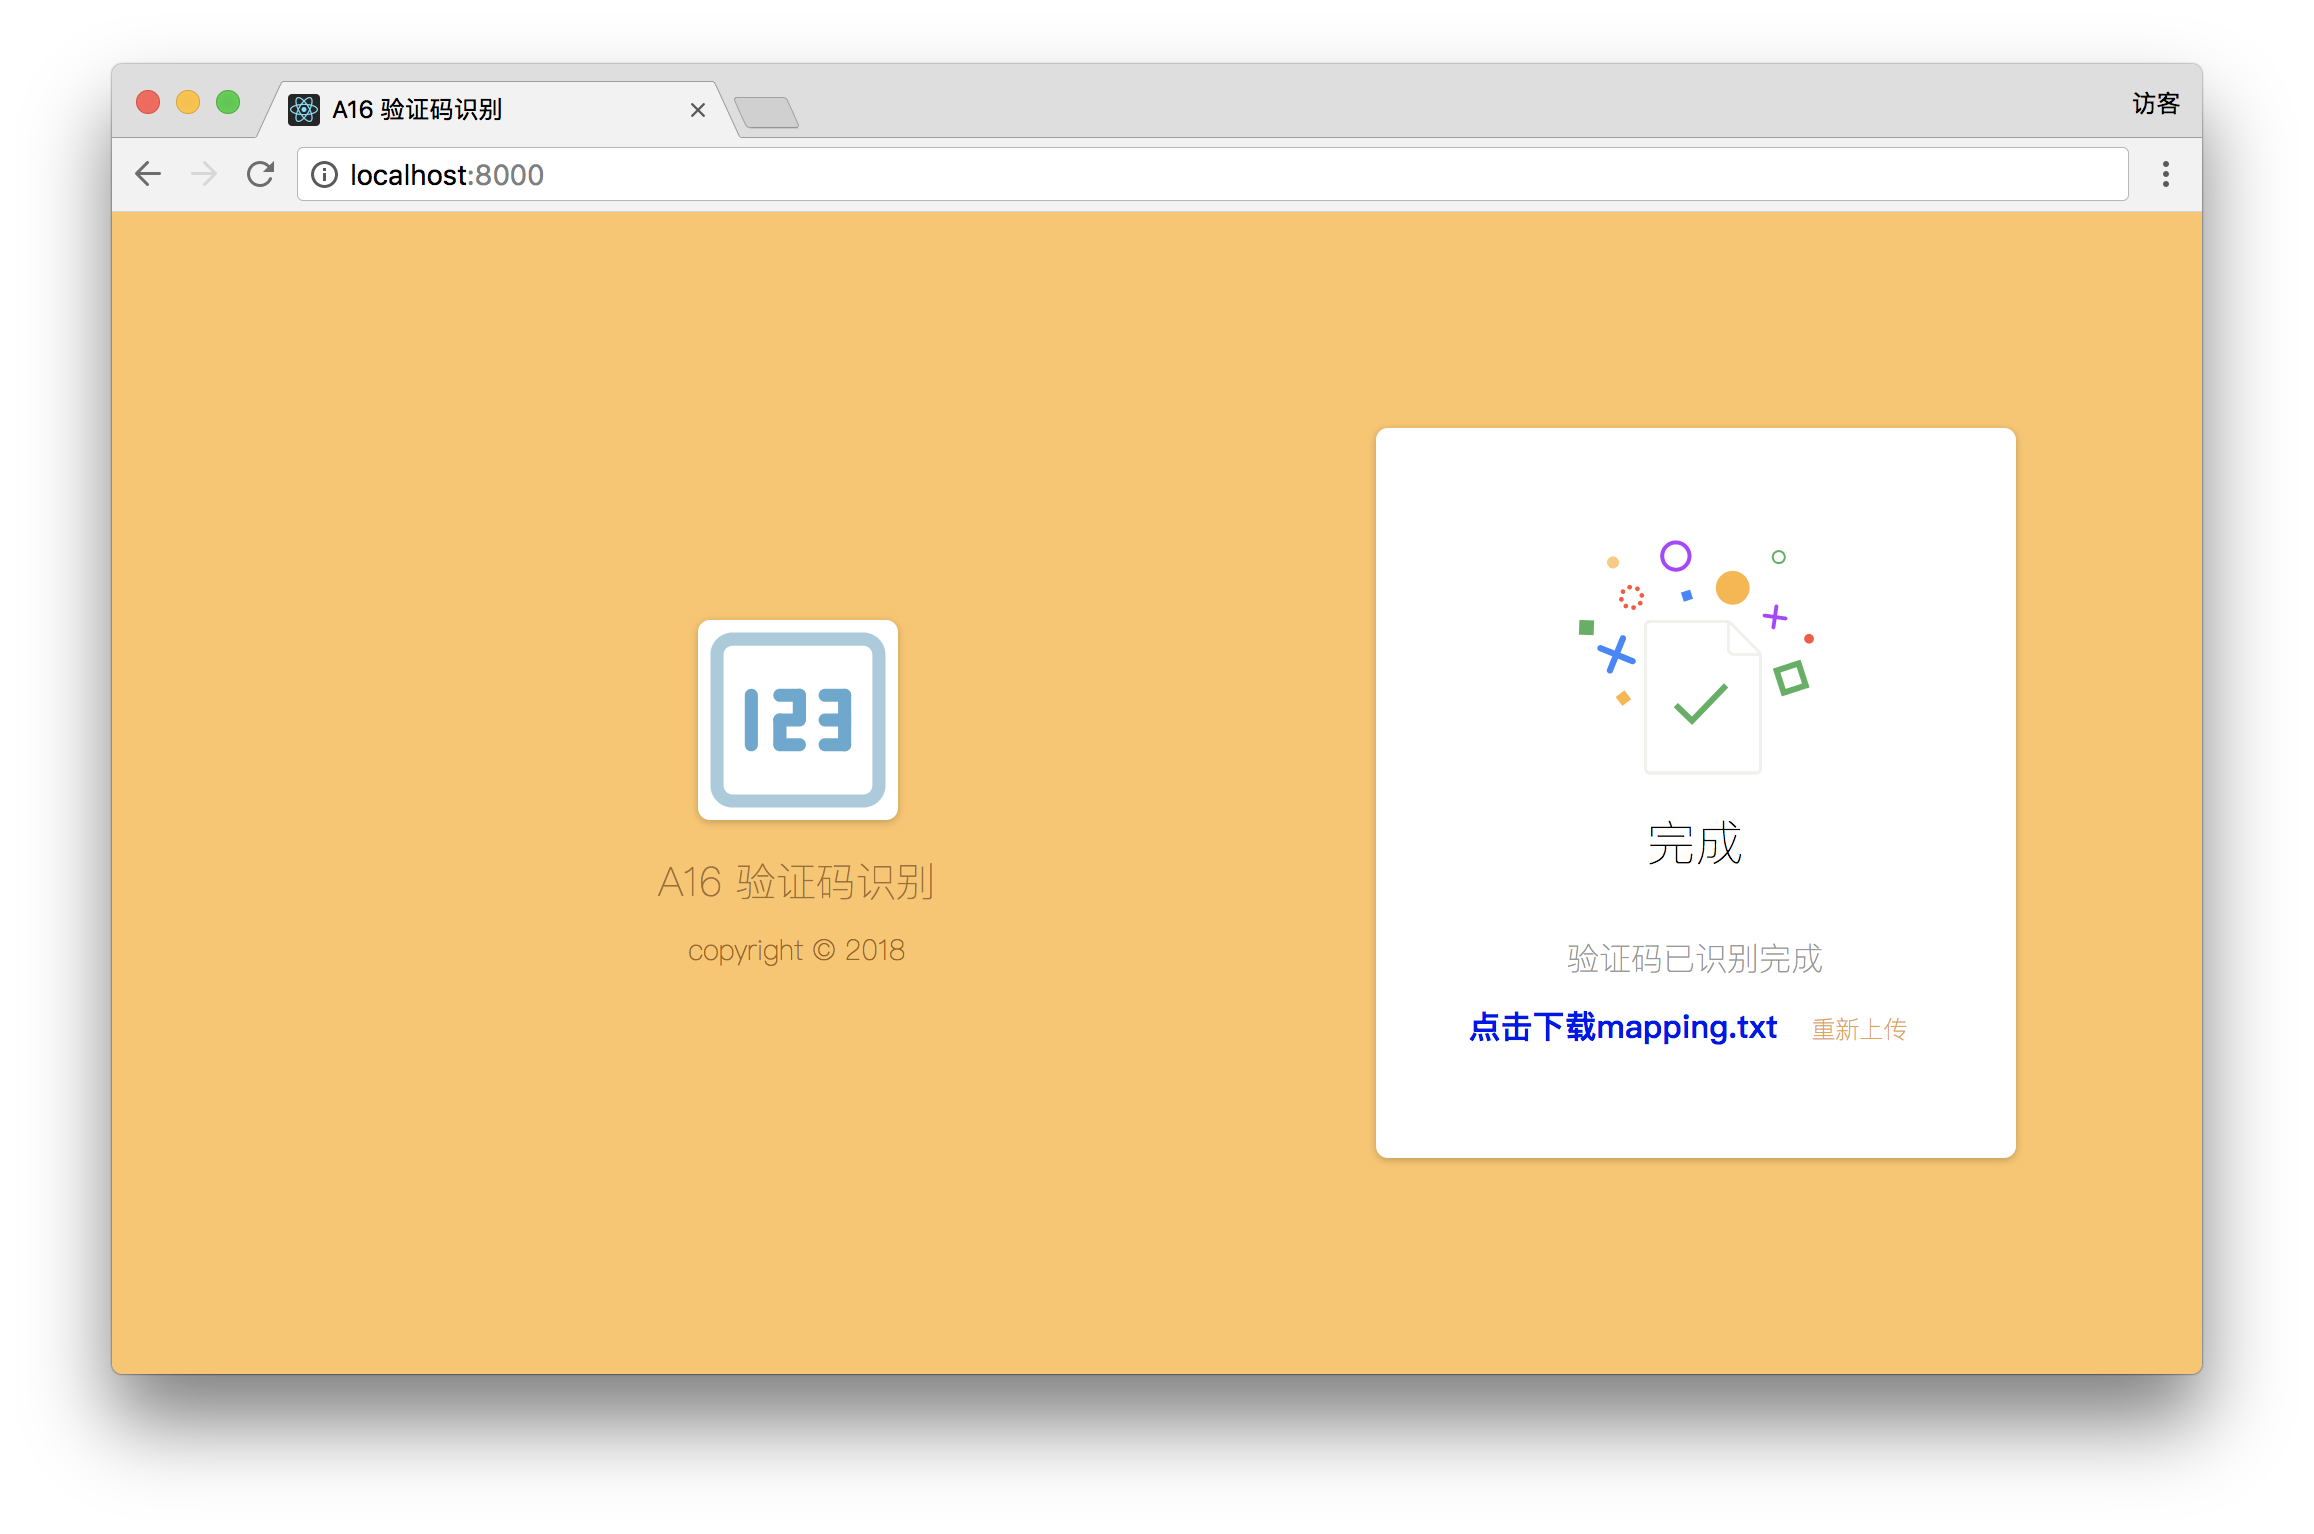 A16 验证码识别
访客
localhost:8000
123
A16 验证码识别
copyright © 2018
完成
验证码已识别完成
点击下载mapping.txt 重新上传